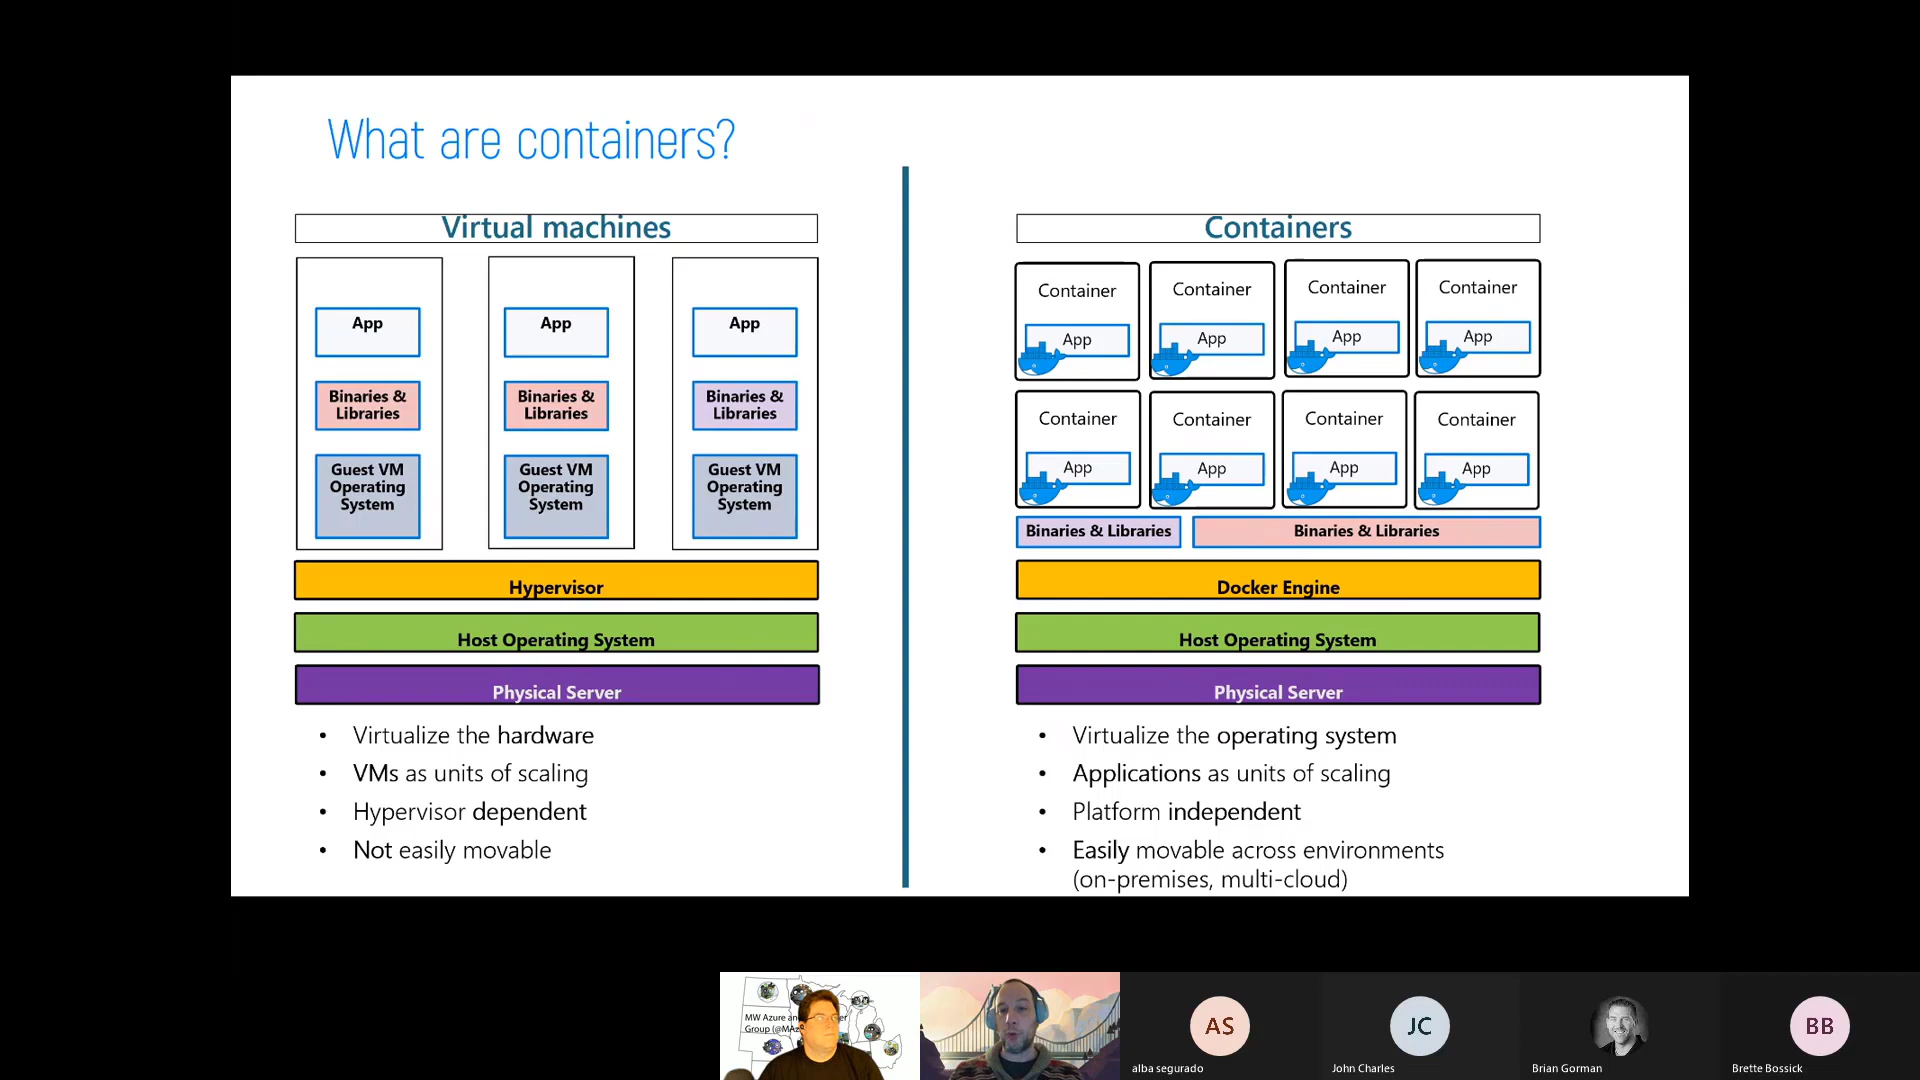 What are containers?
Virtual machines
App
Binaries &
Libraries
Guest VM
Operating
System
App
Binaries &
Libraries
Guest VM
Operating
System
App
Binaries &
Libraries
Guest VM
Operating
System
Hypervisor
Host Operating System
Physical Server
• Virtualize the hardware
• VMs as units of scaling
• Hypervisor dependent
• Not easily movable
Containers
Container
App
Container
App
Container
App
Container
App
Container
App
Container
App
Container
App
Container
App
Binaries & Libraries
Binaries & Libraries
Docker Engine
Host Operating System
Physical Server
• Virtualize the operating system
• Applications as units of scaling
• Platform independent
• Easily movable across environments
(on-premises, multi-cloud)
MW Azure
Group
AS
alba segurado
JC
John Charles
Brian Gorman
BB
Brette Bossick